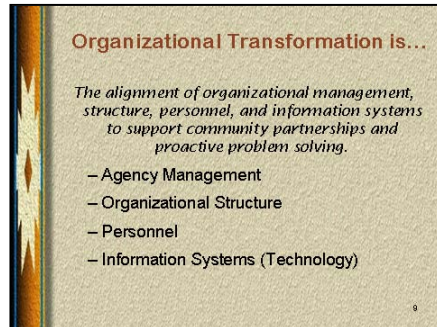 Organizational Transformation is…
The alignment of organizational management,
structure, personnel, and information systems
to support community partnerships and
proactive problem solving.
– Agency Management
– Organizational Structure
– Personnel
– Information Systems (Technology)
9